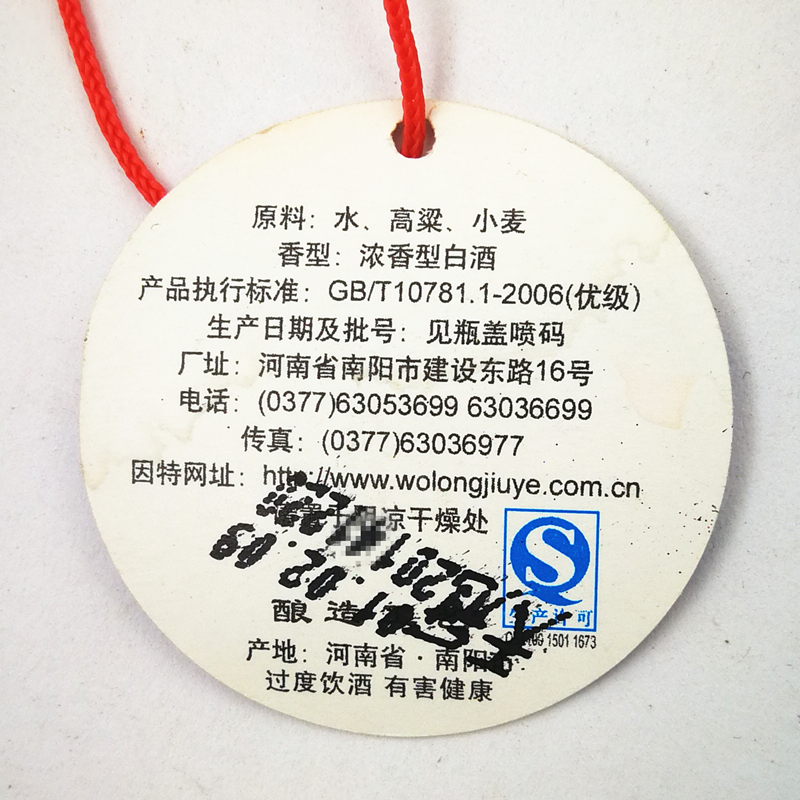 原料：水、高粱、小麦
香型：浓香型白酒
产品执行标准：GB/T10781.1-2006(优级)
生产日期及批号：见瓶盖喷码
厂址：河南省南阳市建设东路16号
电话：(0377)63053699 63036699
传真：(0377)63036977
因特网址：http://www.wolongjiuye.com.cn
凉干燥处
生产许可
1501 1673
酿造
产地：河南省·南阳
过度饮酒 有害健康